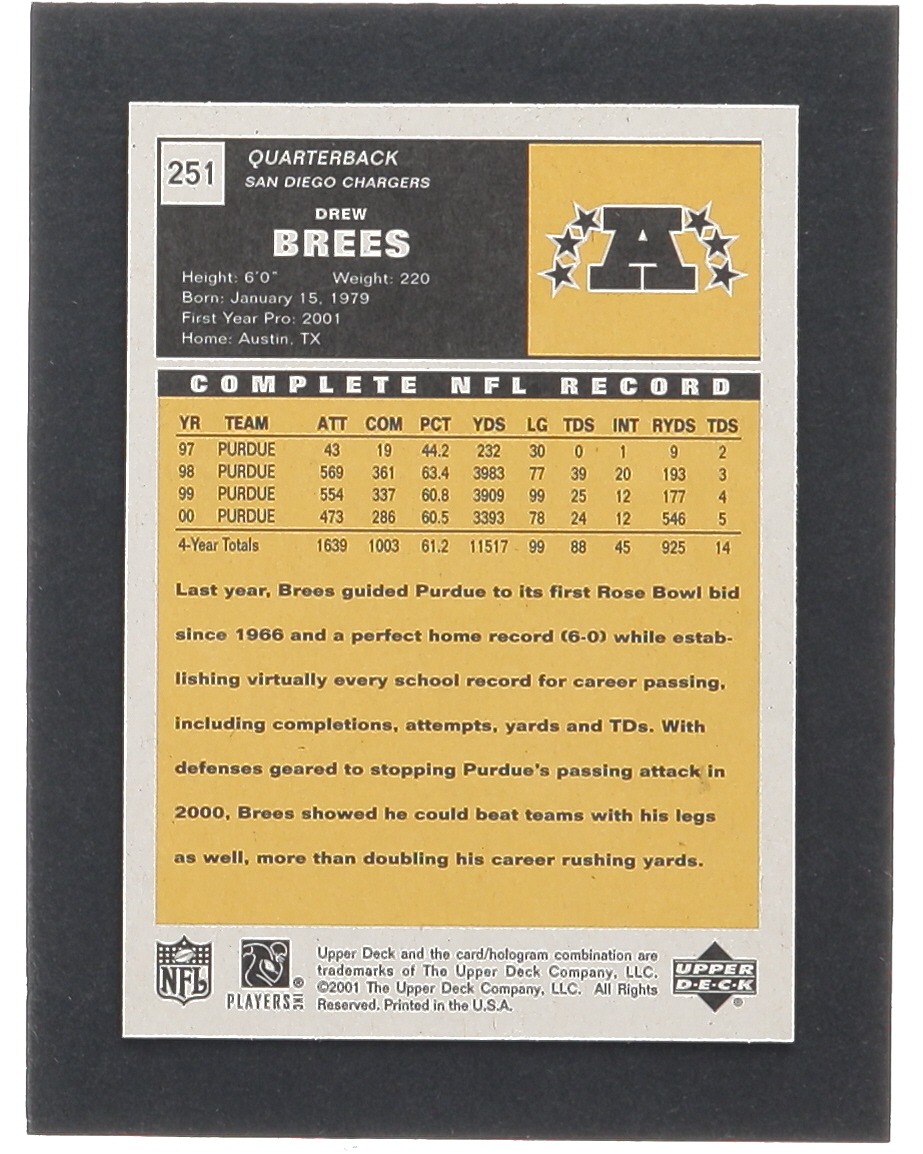 251
QUARTERBACK
SAN DIEGO CHARGERS
DREW
BREES
Height: 6'0" Weight: 220
Born: January 15, 1979
First Year Pro: 2001
Home: Austin, TX
A
COMPLETE NFL RECORD
YR TEAM ATT COM PCT YDS LG TDS INT RYDS TDS
97 PURDUE 43 19 44.2 232 30 0 1 9 2
98 PURDUE 569 361 63.4 3983 77 39 20 193 3
99 PURDUE 554 337 60.8 3909 99 25 12 177 4
00 PURDUE 473 286 60.5 3393 78 24 12 546 5
4-Year Totals 1639 1003 61.2 11517 99 88 45 925 14
Last year, Brees guided Purdue to its first Rose Bowl bid
since 1966 and a perfect home record (6-0) while estab-
lishing virtually every school record for career passing,
including completions, attempts, yards and TDs. With
defenses geared to stopping Purdue's passing attack in
2000, Brees showed he could beat teams with his legs
as well, more than doubling his career rushing yards.
NFL
PLAYERS INC ®
Upper Deck and the card/hologram combination are
trademarks of The Upper Deck Company, LLC.
©2001 The Upper Deck Company, LLC. All Rights
Reserved. Printed in the U.S.A.
UPPER
D·E·C·K
®